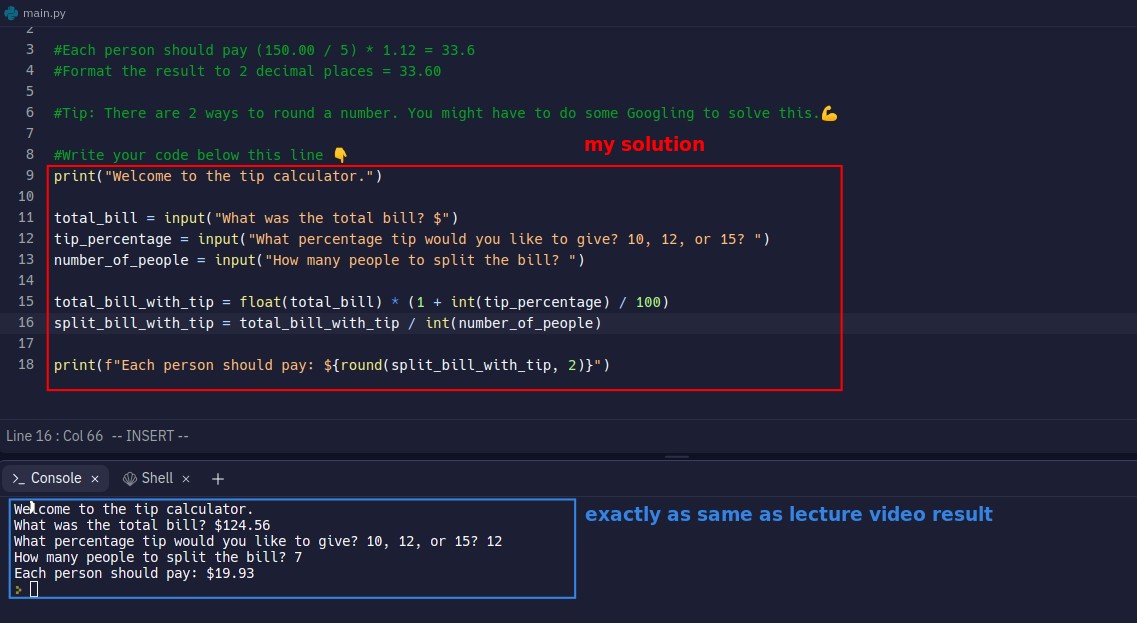 main.py
2
3 #Each person should pay (150.00 / 5) * 1.12 = 33.6
4 #Format the result to 2 decimal places = 33.60
5
6 #Tip: There are 2 ways to round a number. You might have to do some Googling to solve this.💪
7
my solution
8 #Write your code below this line 👇
9 print("Welcome to the tip calculator.")
10
11 total_bill = input("What was the total bill? $")
12 tip_percentage = input("What percentage tip would you like to give? 10, 12, or 15? ")
13 number_of_people = input("How many people to split the bill? ")
14
15 total_bill_with_tip = float(total_bill) * (1 + int(tip_percentage) / 100)
16 split_bill_with_tip = total_bill_with_tip / int(number_of_people)
17
18 print(f"Each person should pay: ${round(split_bill_with_tip, 2)}")
Line 16 : Col 66 -- INSERT --
>_ Console × Shell × +
Welcome to the tip calculator.
exactly as same as lecture video result
What was the total bill? $124.56
What percentage tip would you like to give? 10, 12, or 15? 12
How many people to split the bill? 7
Each person should pay: $19.93